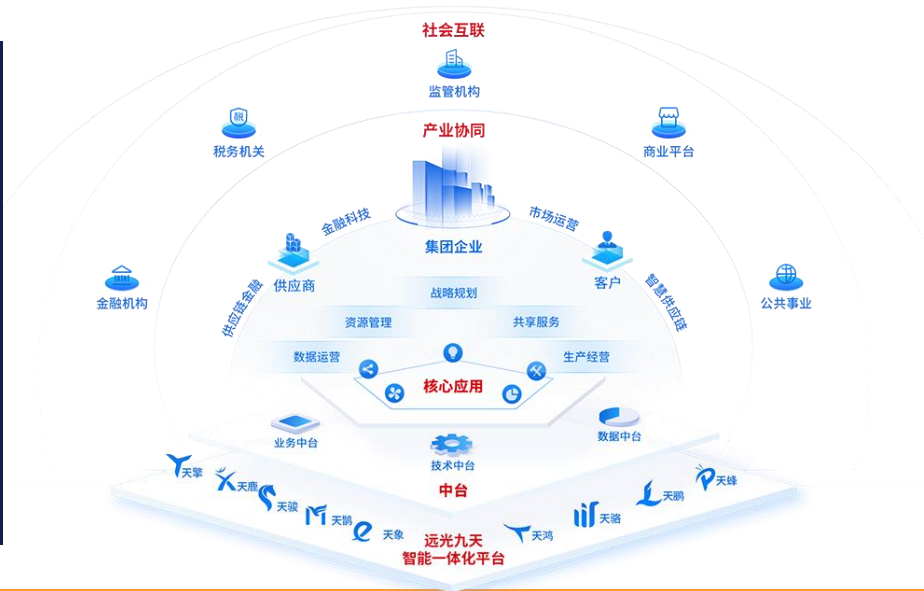 社会互联
监管机构
税务机关
商业平台
产业协同
金融科技
市场运营
集团企业
供应商
客户
金融机构
公共事业
供应链金融
智慧供应链
战略规划
资源管理
共享服务
数据运营
生产经营
核心应用
业务中台
数据中台
技术中台
中台
天擎
天鹿
天骏
天鹊
天象
天鸿
天骆
天鹏
天蜂
远光九天
智能一体化平台
税